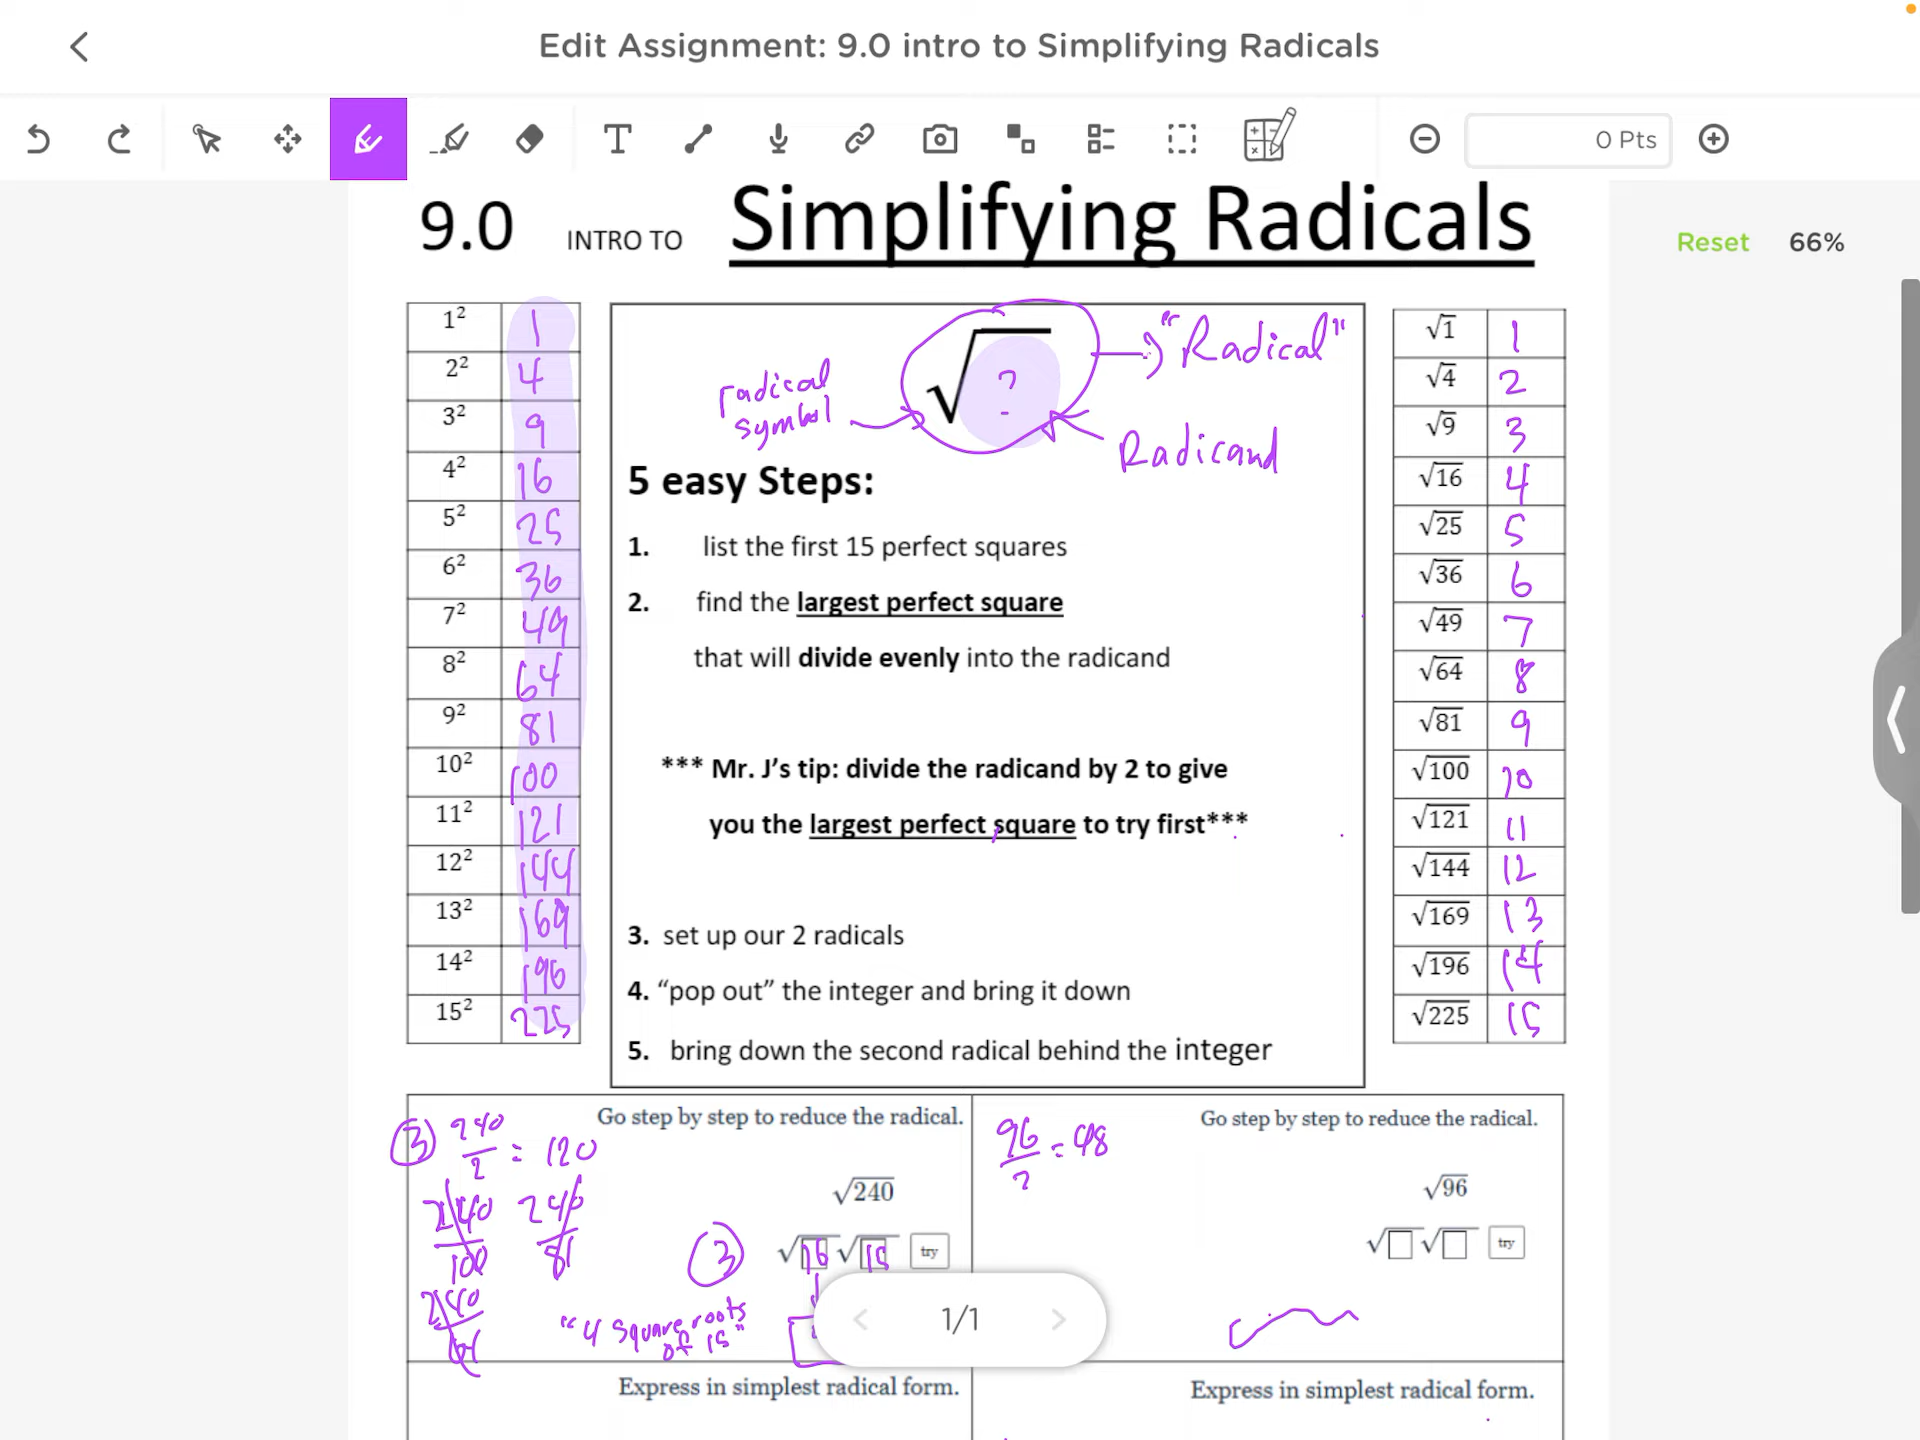 Edit Assignment: 9.0 intro to Simplifying Radicals
T
0 Pts
Reset 66%
9.0 INTRO TO Simplifying Radicals
1² 1
2² 4
3² 9
4² 16
5² 25
6² 36
7² 49
8² 64
9² 81
10² 100
11² 121
12² 144
13² 169
14² 196
15² 225
√?
"Radical"
radical
symbol
Radicand
5 easy Steps:
1. list the first 15 perfect squares
2. find the largest perfect square
that will divide evenly into the radicand
*** Mr. J's tip: divide the radicand by 2 to give
you the largest perfect square to try first***
3. set up our 2 radicals
4. “pop out” the integer and bring it down
5. bring down the second radical behind the integer
√1 1
√4 2
√9 3
√16 4
√25 5
√36 6
√49 7
√64 8
√81 9
√100 10
√121 11
√144 12
√169 13
√196 14
√225 15
Go step by step to reduce the radical.
3 240/2 = 120
240/100 240/81
√240
3 √16 √15 try
"4 square roots
of 15"
Go step by step to reduce the radical.
96/2 = 48
√96
√ √ try
1/1
Express in simplest radical form.
Express in simplest radical form.